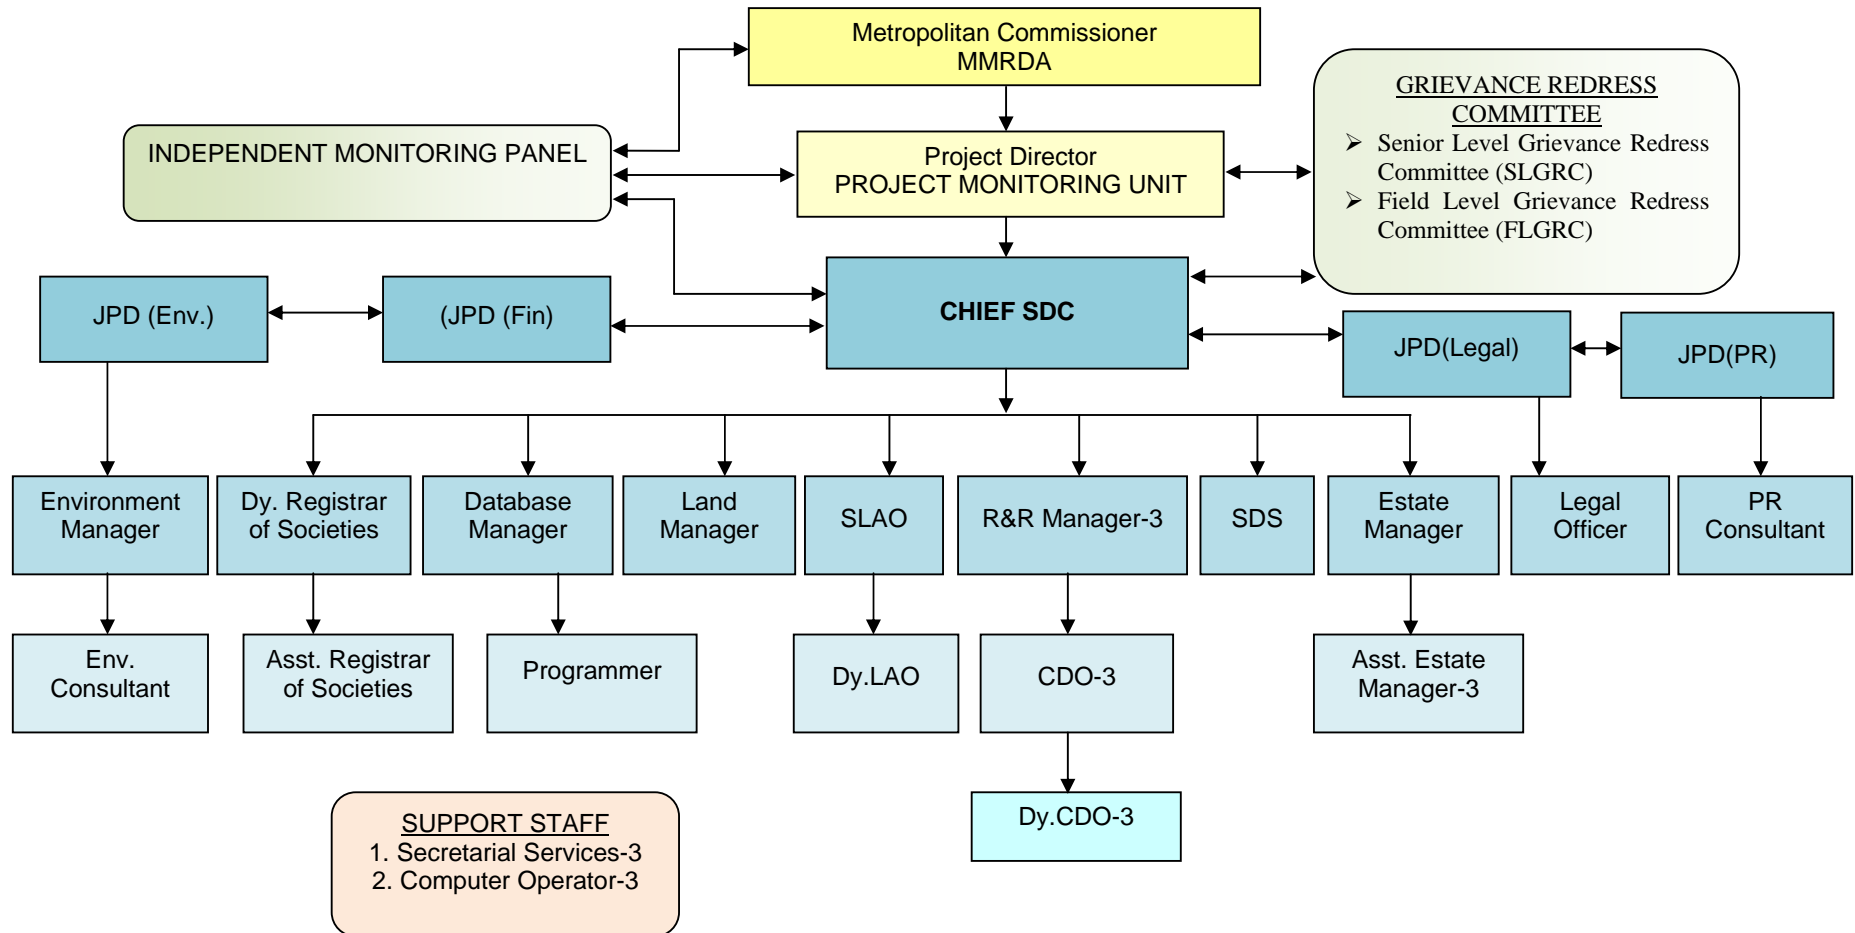 Metropolitan Commissioner
MMRDA
GRIEVANCE REDRESS
COMMITTEE
➢ Senior Level Grievance Redress
Committee (SLGRC)
➢ Field Level Grievance Redress
Committee (FLGRC)
INDEPENDENT MONITORING PANEL
Project Director
PROJECT MONITORING UNIT
JPD (Env.)
(JPD (Fin)
CHIEF SDC
JPD(Legal)
JPD(PR)
Environment
Manager
Dy. Registrar
of Societies
Database
Manager
Land
Manager
SLAO
R&R Manager-3
SDS
Estate
Manager
Legal
Officer
PR
Consultant
Env.
Consultant
Asst. Registrar
of Societies
Programmer
Dy.LAO
CDO-3
Asst. Estate
Manager-3
Dy.CDO-3
SUPPORT STAFF
1. Secretarial Services-3
2. Computer Operator-3